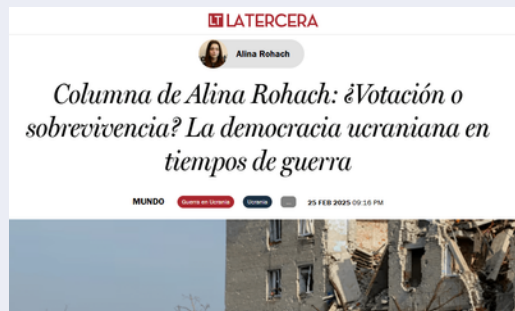 LT LATERCERA
Alina Rohach
Columna de Alina Rohach: ¿Votación o
sobrevivencia? La democracia ucraniana en
tiempos de guerra
MUNDO Guerra en Ucrania Ucrania ... 25 FEB 2025 09:16 PM